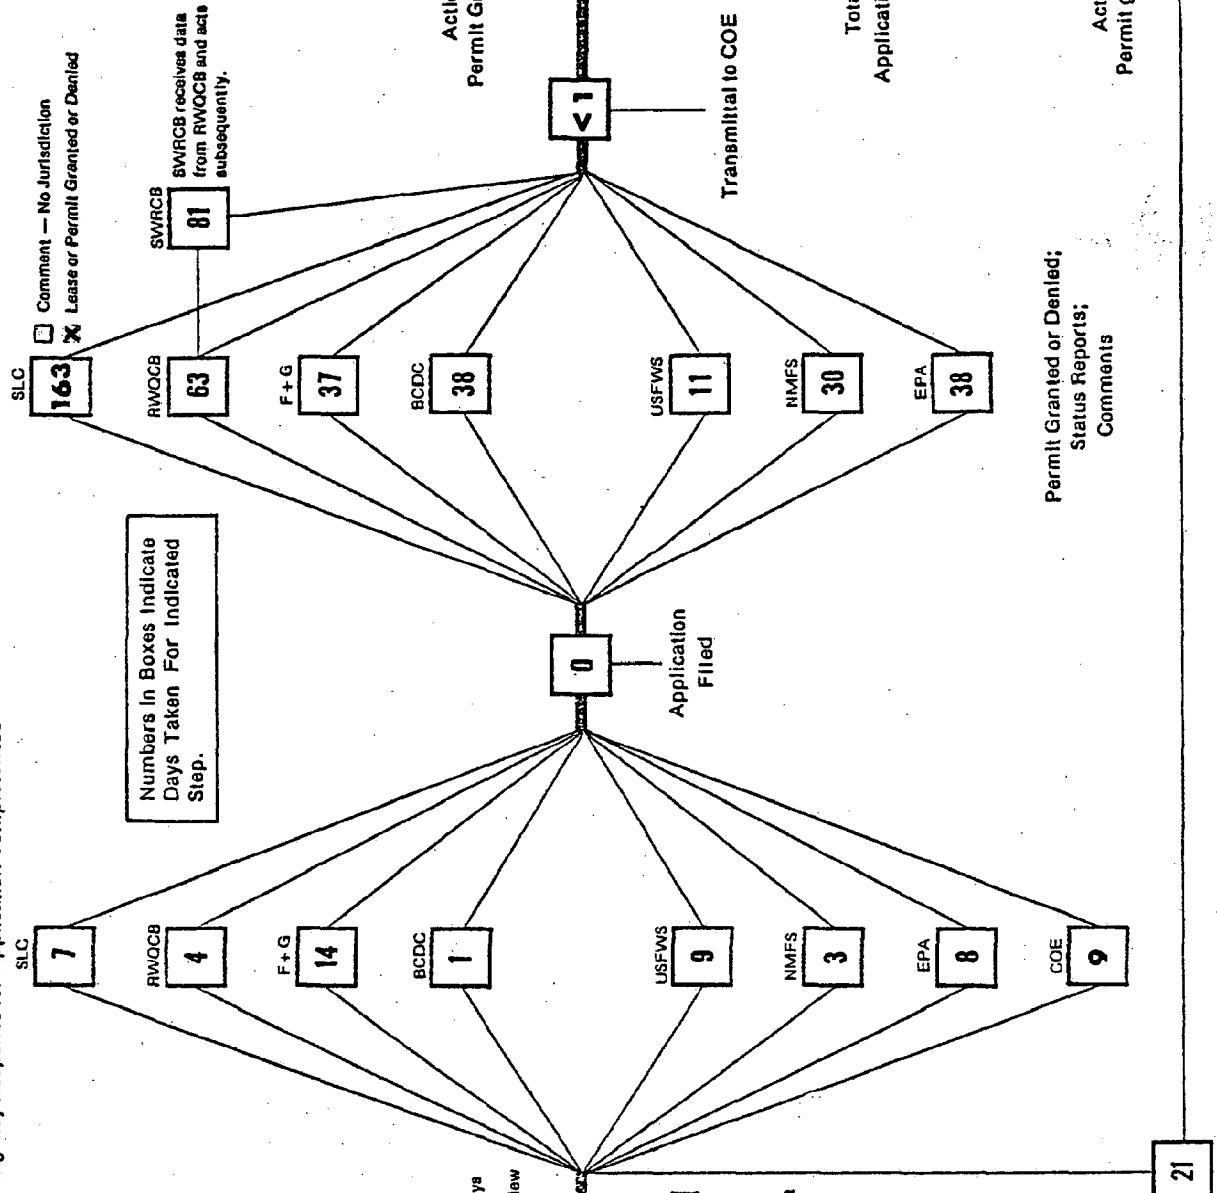 SLC
7
RWQCB
4
F + G
14
BCDC
1
USFWS
9
NMFS
3
EPA
8
COE
9
21
Numbers In Boxes Indicate
Days Taken For Indicated
Step.
0
Application
Filed
SLC
163
Comment — No Jurisdiction
X Lease or Permit Granted or Denied
RWQCB
63
F + G
37
BCDC
38
USFWS
11
NMFS
30
EPA
38
SWRCB
81
SWRCB receives data
from RWQCB and acts
subsequently.
Permit Granted or Denied;
Status Reports;
Comments
< 1
Transmittal to COE
Permit